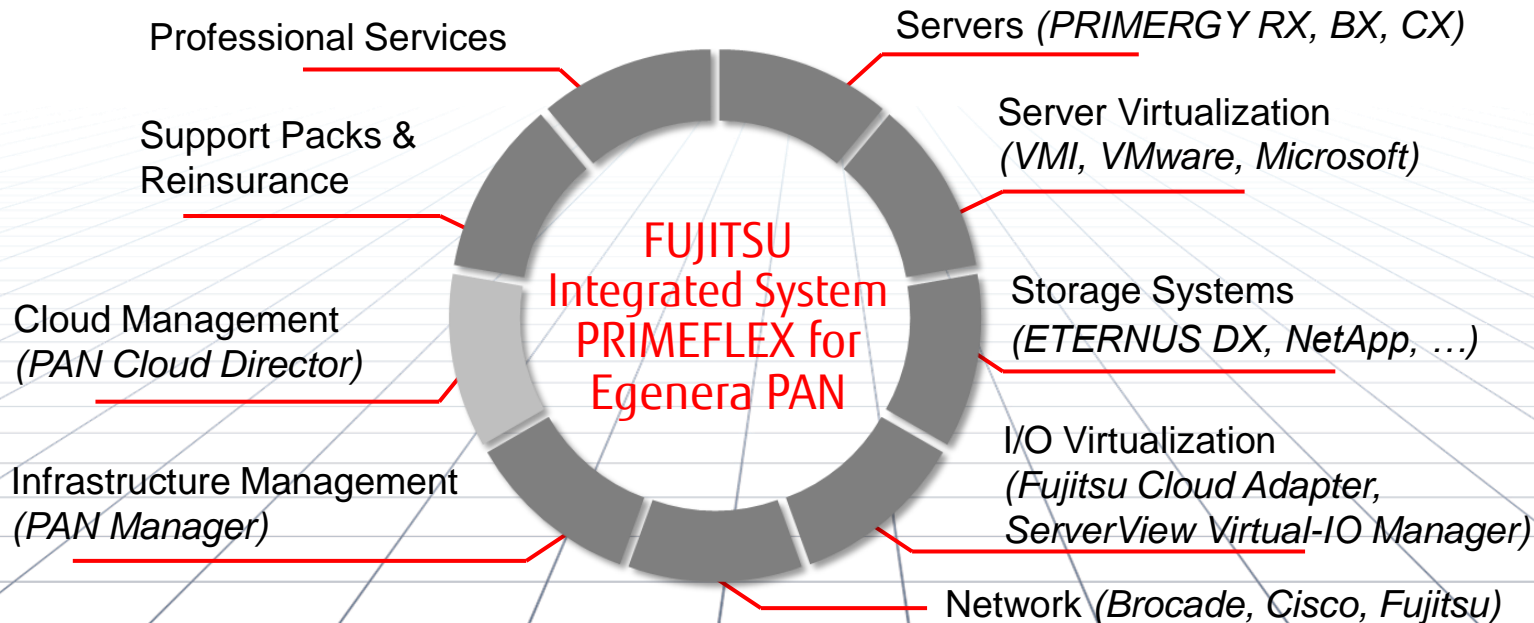 Professional Services
Servers (PRIMERGY RX, BX, CX)
Support Packs &
Reinsurance
Server Virtualization
(VMI, VMware, Microsoft)
FUJITSU
Integrated System
PRIMEFLEX for
Egenera PAN
Cloud Management
(PAN Cloud Director)
Storage Systems
(ETERNUS DX, NetApp, …)
Infrastructure Management
(PAN Manager)
I/O Virtualization
(Fujitsu Cloud Adapter,
ServerView Virtual-IO Manager)
Network (Brocade, Cisco, Fujitsu)